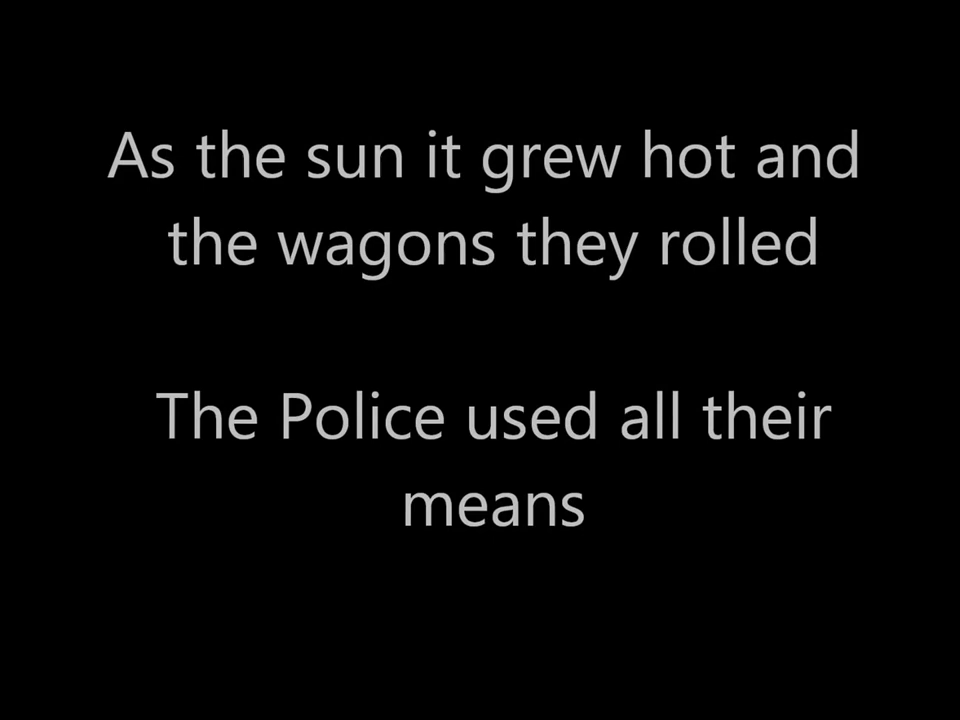 As the sun it grew hot and
the wagons they rolled
The Police used all their
means